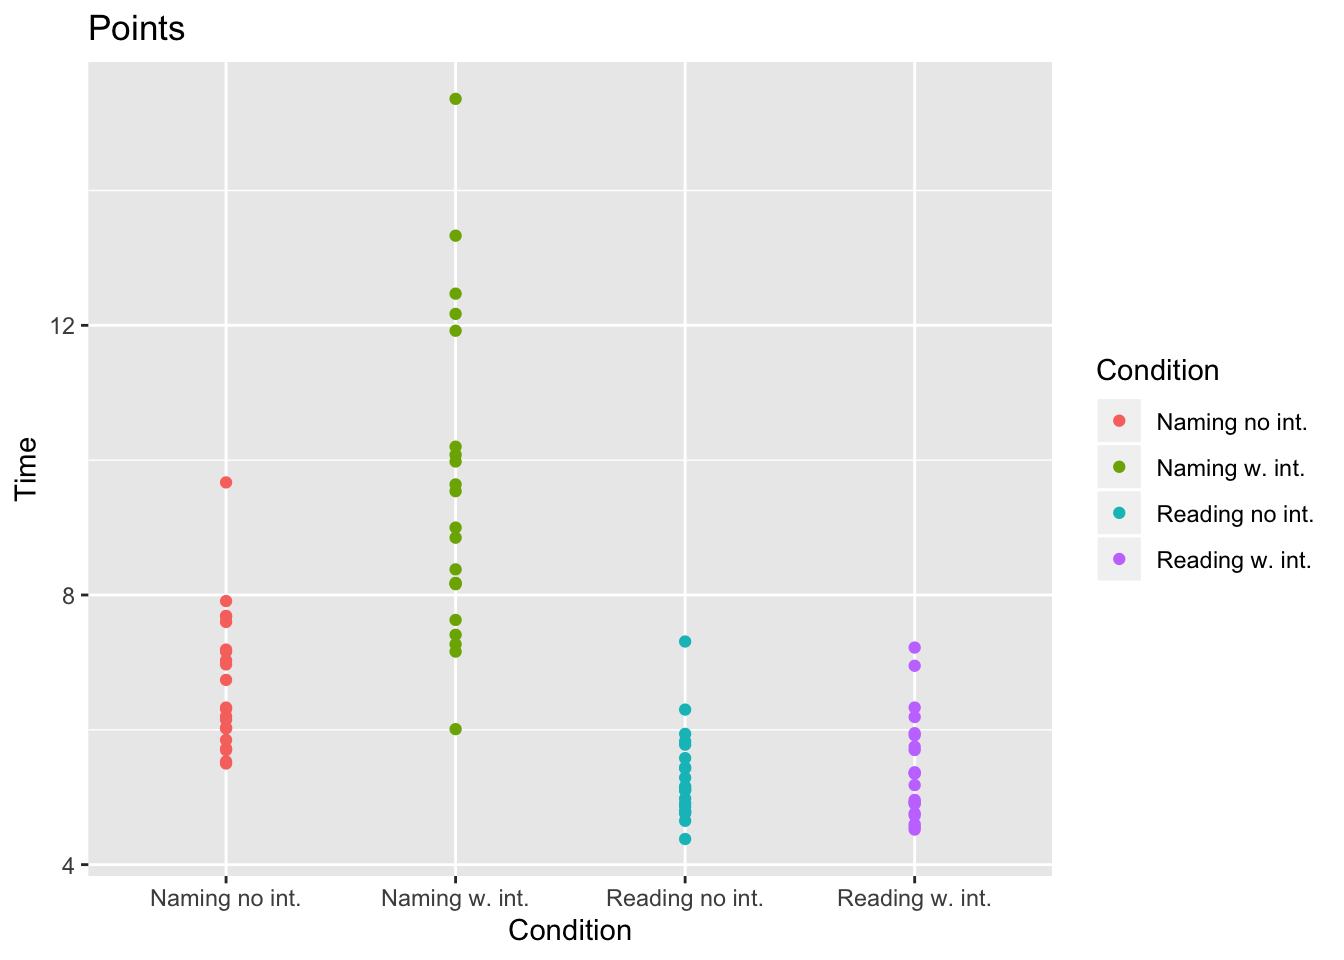 Points
Time
12
8
4
Naming no int.
Naming w. int.
Reading no int.
Reading w. int.
Condition
Condition
Naming no int.
Naming w. int.
Reading no int.
Reading w. int.